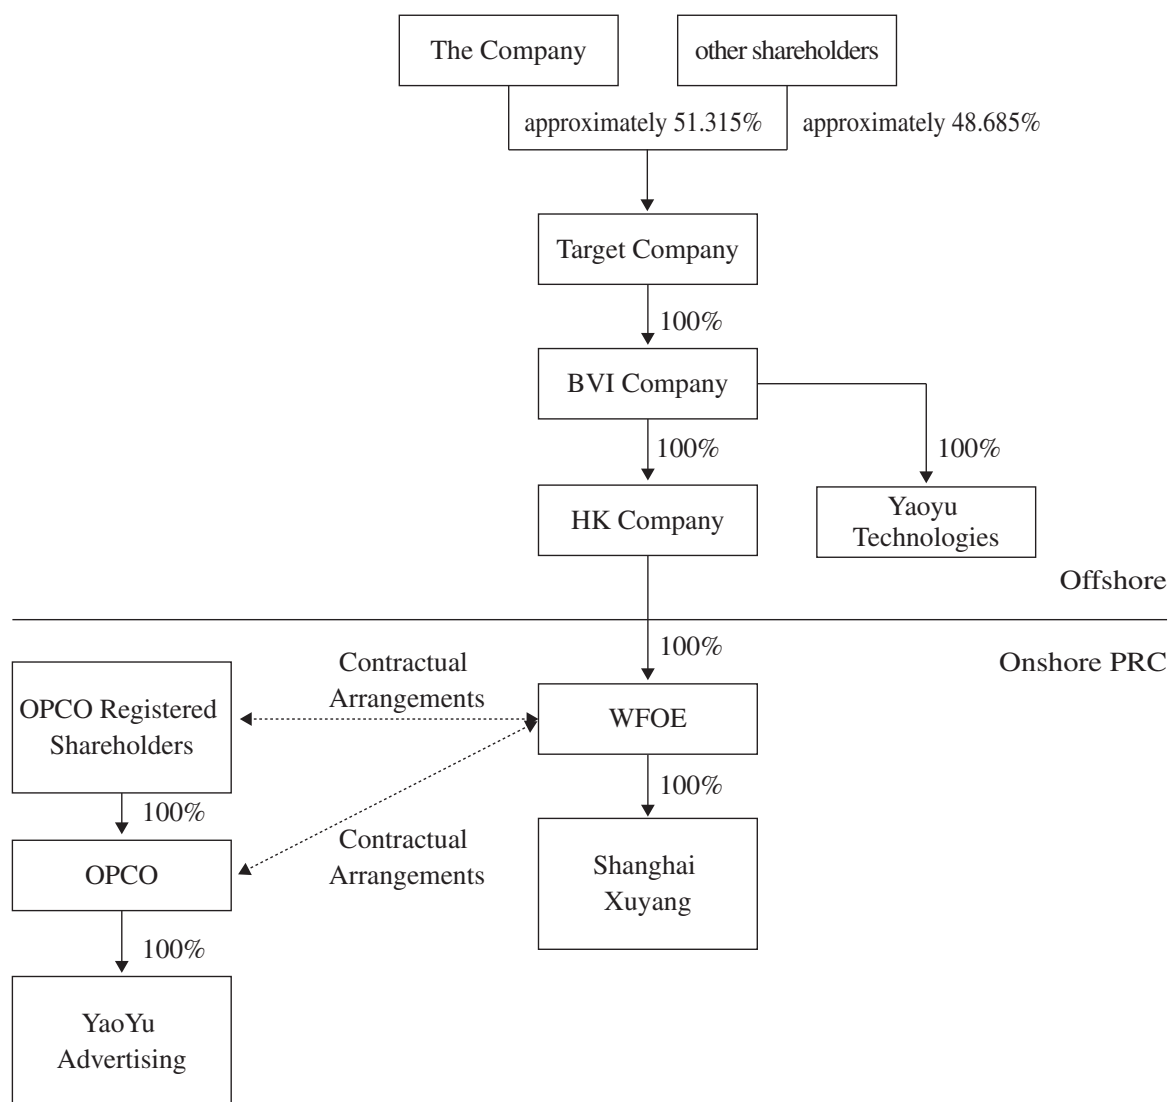 The Company
other shareholders
approximately 51.315%
approximately 48.685%
Target Company
100%
BVI Company
100%
100%
HK Company
Yaoyu
Technologies
Offshore
100%
Onshore PRC
Contractual
Arrangements
OPCO Registered
Shareholders
WFOE
100%
100%
Contractual
Arrangements
OPCO
Shanghai
Xuyang
100%
YaoYu
Advertising